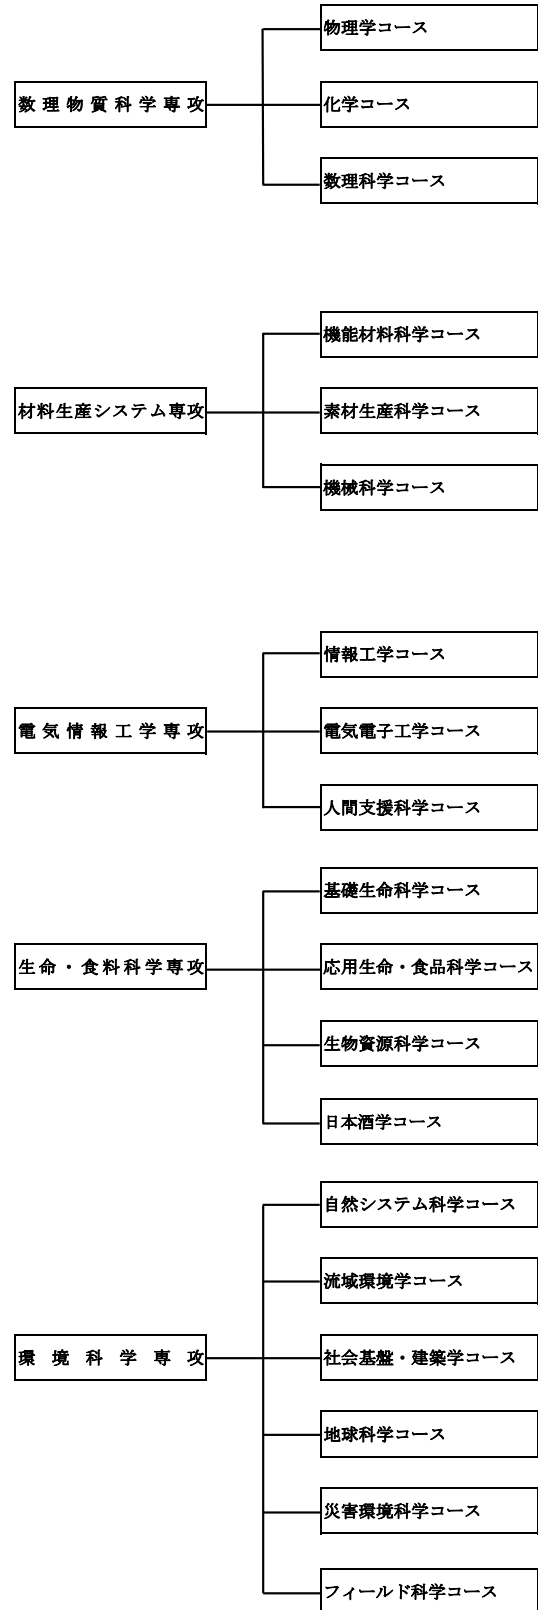 物理学コース
数理物質科学専攻
化学コース
数理科学コース
機能材料科学コース
材料生産システム専攻
素材生産科学コース
機械科学コース
情報工学コース
電気情報工学専攻
電気電子工学コース
人間支援科学コース
基礎生命科学コース
生命・食料科学専攻
応用生命・食品科学コース
生物資源科学コース
日本酒学コース
自然システム科学コース
流域環境学コース
環境科学専攻
社会基盤・建築学コース
地球科学コース
災害環境科学コース
フィールド科学コース